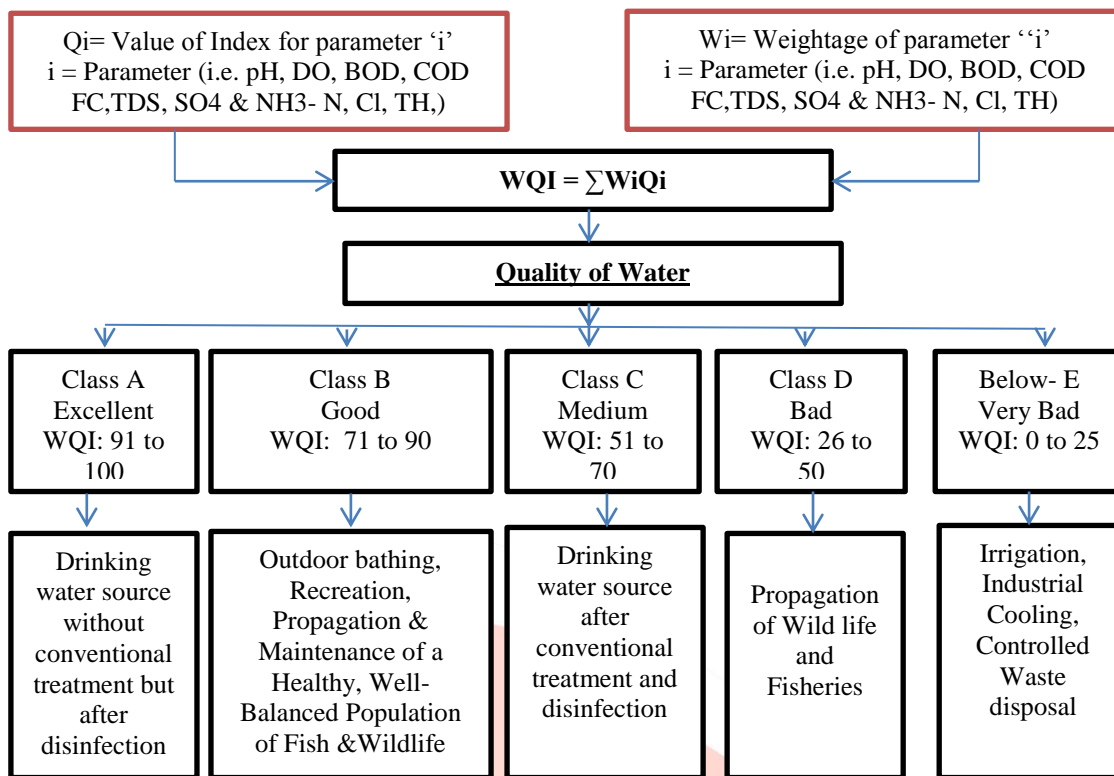 Qi= Value of Index for parameter ‘i’
i = Parameter (i.e. pH, DO, BOD, COD
FC,TDS, SO4 & NH3- N, Cl, TH,)
Wi= Weightage of parameter ‘‘i’
i = Parameter (i.e. pH, DO, BOD, COD
FC,TDS, SO4 & NH3- N, Cl, TH)
WQI = ∑WiQi
Quality of Water
Class A
Excellent
WQI: 91 to
100
Class B
Good
WQI: 71 to 90
Class C
Medium
WQI: 51 to
70
Class D
Bad
WQI: 26 to
50
Below- E
Very Bad
WQI: 0 to 25
Drinking
water source
without
conventional
treatment but
after
disinfection
Outdoor bathing,
Recreation,
Propagation &
Maintenance of a
Healthy, Well-
Balanced Population
of Fish &Wildlife
Drinking
water source
after
conventional
treatment and
disinfection
Propagation
of Wild life
and
Fisheries
Irrigation,
Industrial
Cooling,
Controlled
Waste
disposal